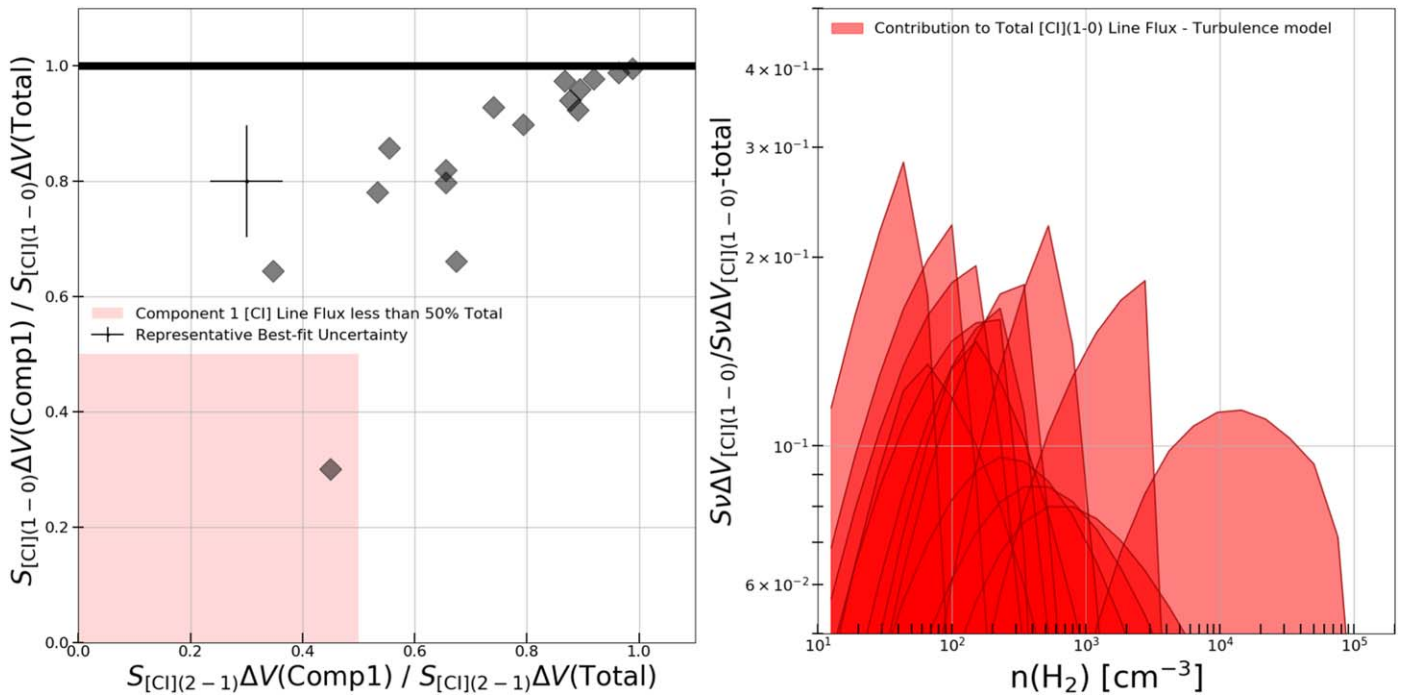 S[CI](1−0)ΔV(Comp1) / S[CI](1−0)ΔV(Total)
1.0
0.8
0.6
0.4
0.2
0.0
Component 1 [CI] Line Flux less than 50% Total
Representative Best-fit Uncertainty
0.0 0.2 0.4 0.6 0.8 1.0
S[CI](2−1)ΔV(Comp1) / S[CI](2−1)ΔV(Total)
SνΔV[CI](1−0)/SνΔV[CI](1−0)-total
Contribution to Total [CI](1-0) Line Flux - Turbulence model
4 × 10⁻¹
3 × 10⁻¹
2 × 10⁻¹
10⁻¹
6 × 10⁻²
10¹ 10² 10³ 10⁴ 10⁵
n(H₂) [cm⁻³]